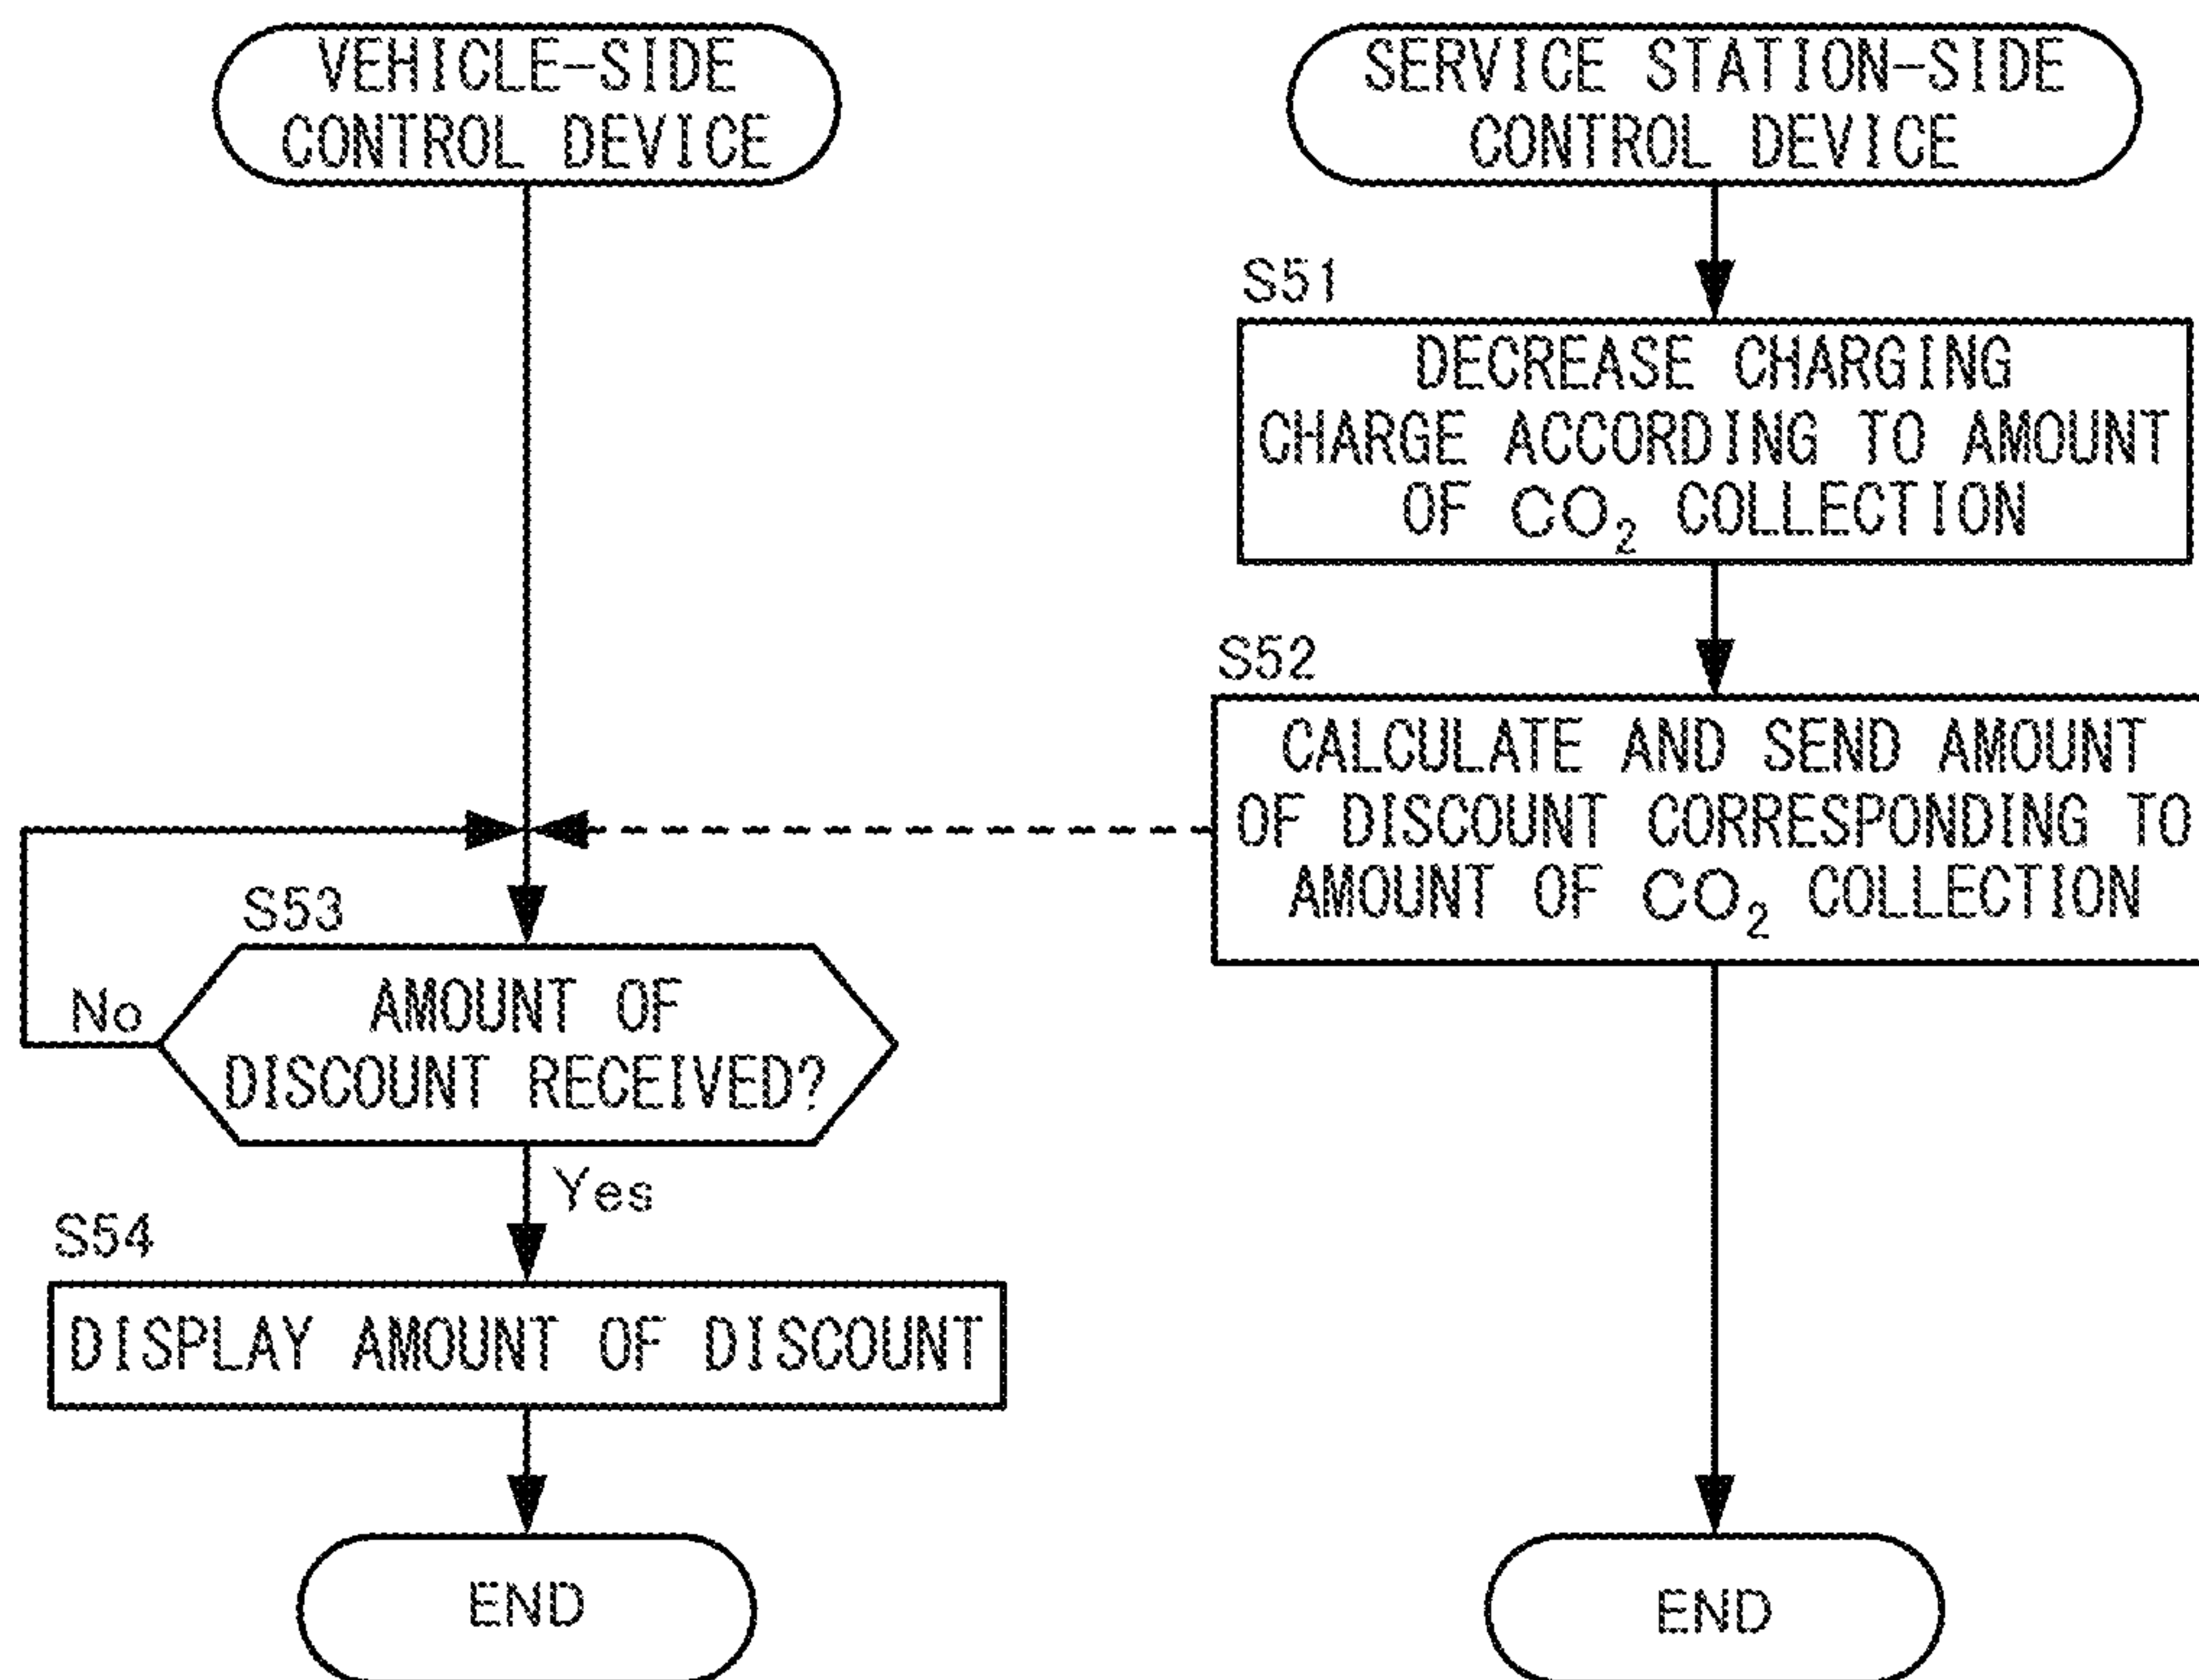 VEHICLE-SIDE
CONTROL DEVICE
SERVICE STATION-SIDE
CONTROL DEVICE
S51
DECREASE CHARGING
CHARGE ACCORDING TO AMOUNT
OF CO₂ COLLECTION
S52
CALCULATE AND SEND AMOUNT
OF DISCOUNT CORRESPONDING TO
AMOUNT OF CO₂ COLLECTION
S53
No
AMOUNT OF
DISCOUNT RECEIVED?
Yes
S54
DISPLAY AMOUNT OF DISCOUNT
END
END